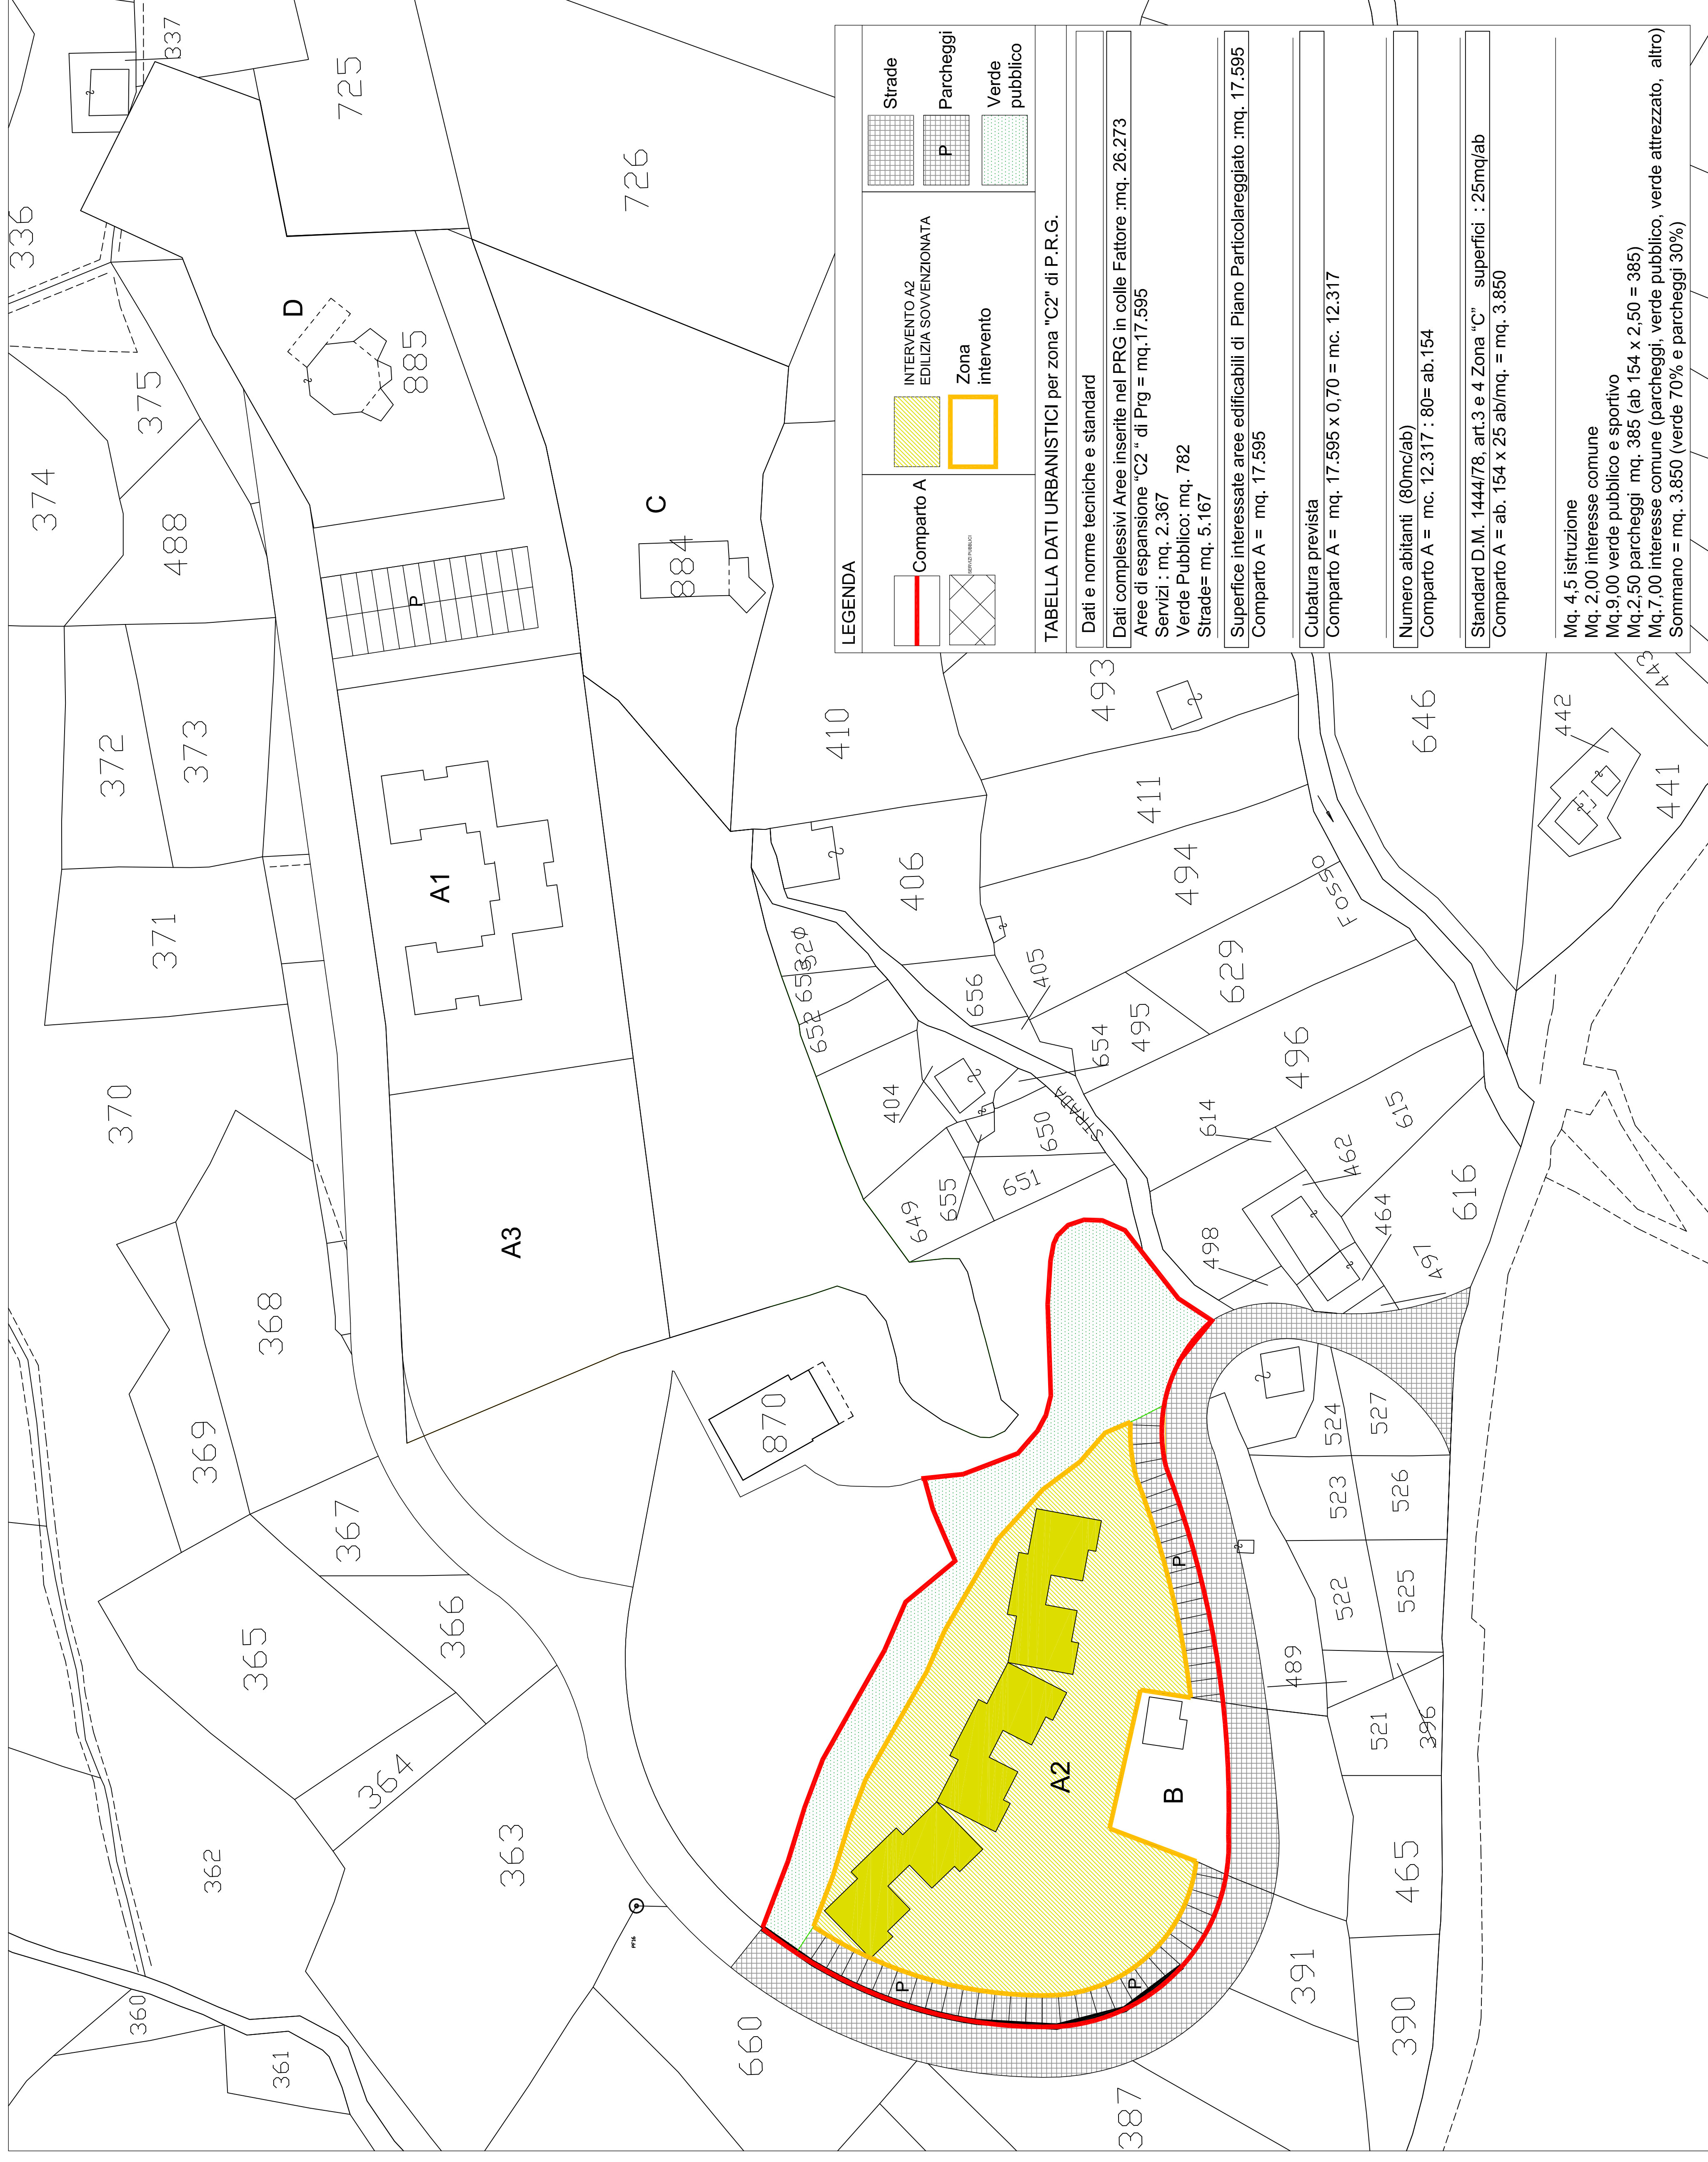 LEGENDA
Comparto A
SERVIZI PUBBLICI
INTERVENTO A2
EDILIZIA SOVVENZIONATA
Zona
intervento
Strade
P
Parcheggi
Verde
pubblico
TABELLA DATI URBANISTICI per zona "C2" di P.R.G.
Dati e norme tecniche e standard
Dati complessivi Aree inserite nel PRG in colle Fattore :mq. 26.273
Aree di espansione “C2 “ di Prg = mq.17.595
Servizi : mq. 2.367
Verde Pubblico: mq. 782
Strade= mq. 5.167
Superfice interessate aree edificabili di Piano Particolareggiato :mq. 17.595
Comparto A = mq. 17.595
Cubatura prevista
Comparto A = mq. 17.595 x 0,70 = mc. 12.317
Numero abitanti (80mc/ab)
Comparto A = mc. 12.317 : 80= ab.154
Standard D.M. 1444/78, art.3 e 4 Zona “C” superfici : 25mq/ab
Comparto A = ab. 154 x 25 ab/mq. = mq. 3.850
Mq. 4,5 istruzione
Mq. 2,00 interesse comune
Mq.9,00 verde pubblico e sportivo
Mq.2,50 parcheggi mq. 385 (ab 154 x 2,50 = 385)
Mq.7,00 interesse comune (parcheggi, verde pubblico, verde attrezzato, altro)
Sommano = mq. 3.850 (verde 70% e parcheggi 30%)
336
337
725
726
374
375
488
D
885
C
884
P
372
373
371
370
A1
A3
410
493
411
406
494
646
442
443
441
FOSSO
629
653
652
656
405
404
654
495
496
STRADA
650
651
655
649
614
615
462
464
616
498
497
368
369
367
366
365
364
363
362
360
361
870
524
527
523
526
522
525
489
521
396
465
391
390
387
660
A2
B
P
P
P